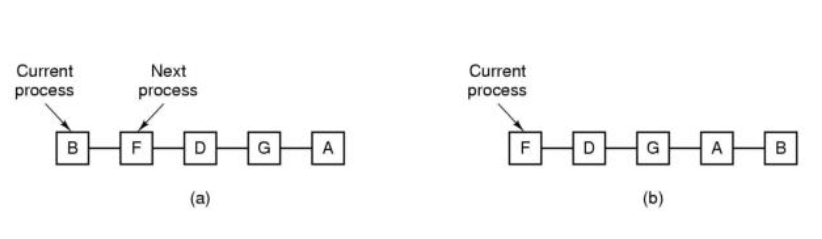 Current
process
Next
process
B
F
D
G
A
(a)
Current
process
F
D
G
A
B
(b)